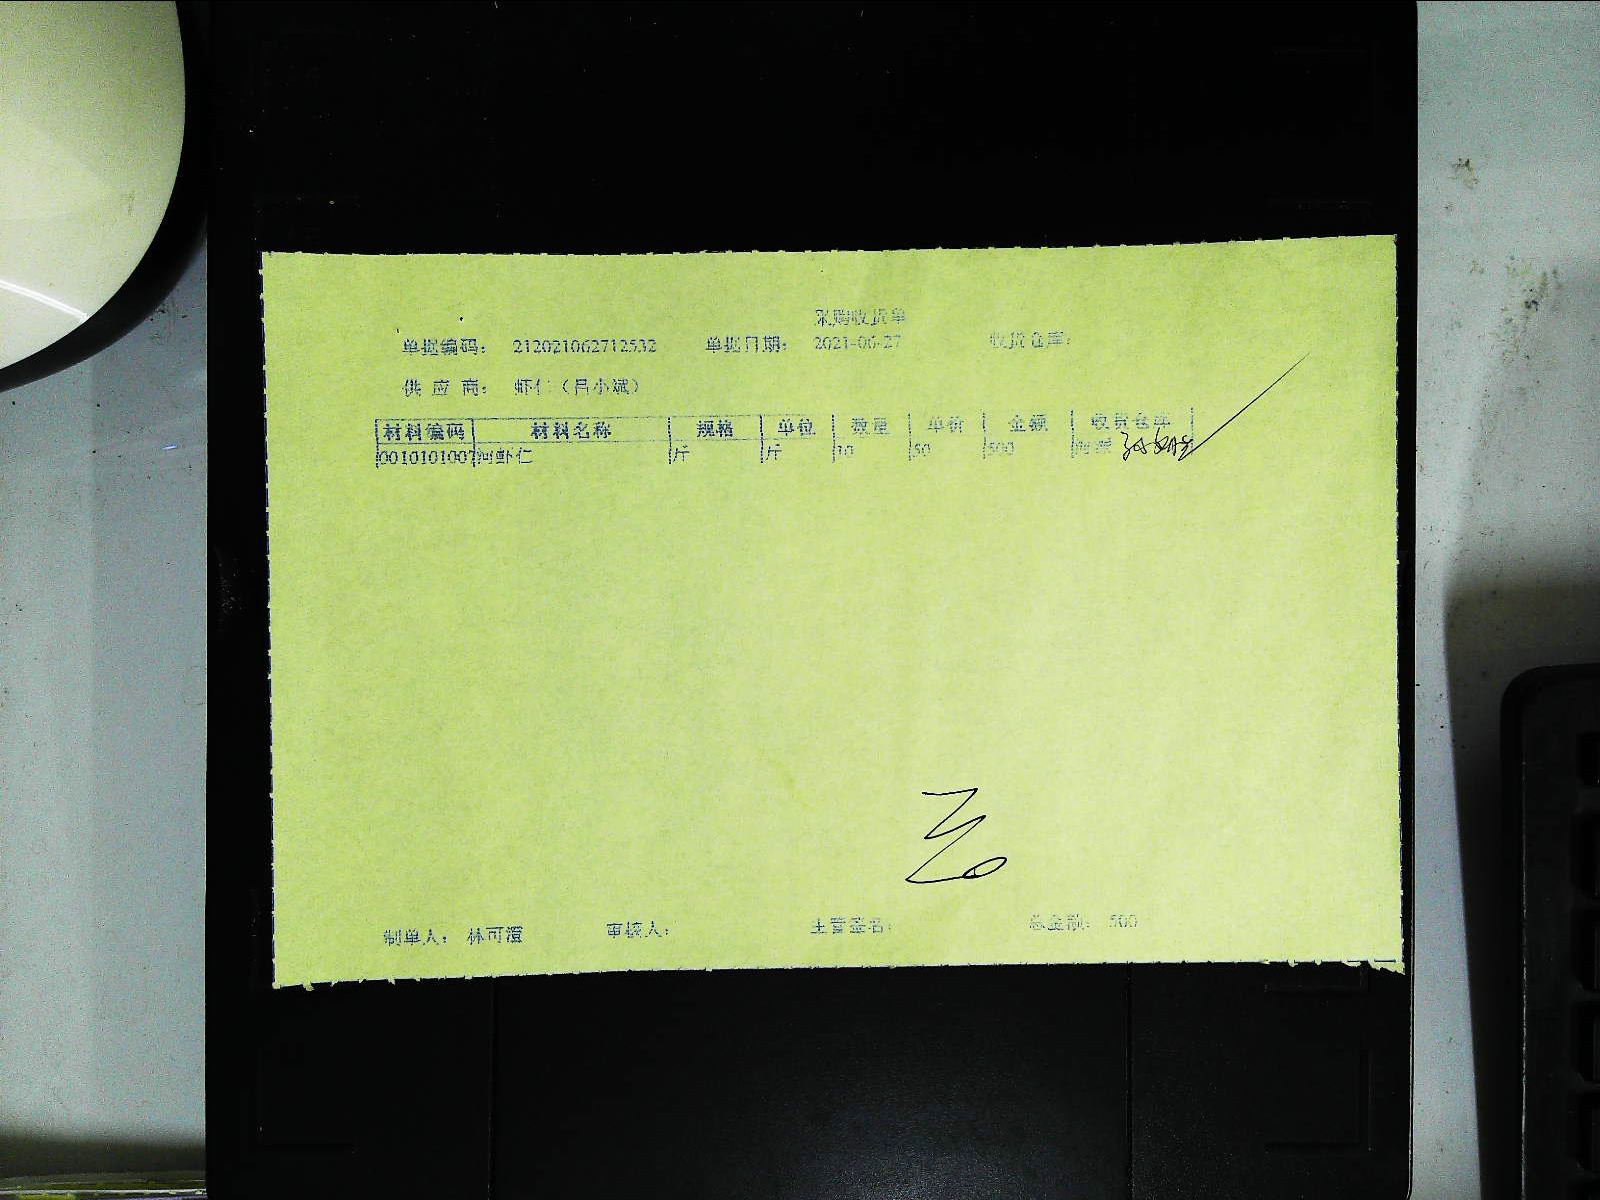 采购收货单
单据编码： 212021062712532 单据日期： 2021-06-27 收货仓库：
供 应 商： 虾仁（吕小斌）
材料编码 材料名称 规格 单位 数量 单价 金额 收货仓库
0010101007 河虾仁 斤 斤 10 50 500
制单人： 林可澄 审核人： 主管签名： 总金额： 500